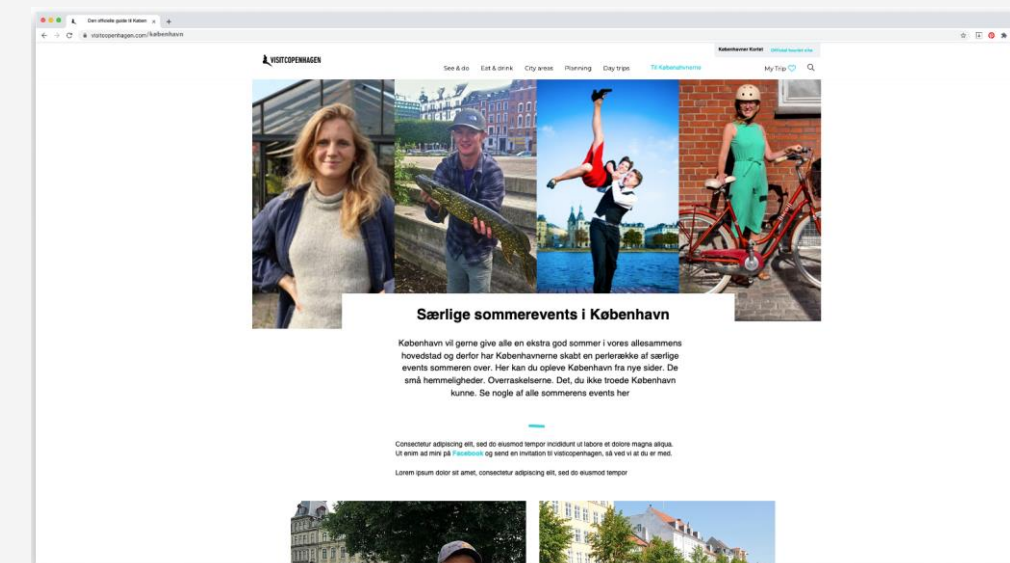 Den officielle guide til Køben
visitcopenhagen.com/københavn
Københavner Kortet
VISITCOPENHAGEN
See & do Eat & drink City areas Planning Day trips Til Københavnerne My Trip
Særlige sommerevents i København
København vil gerne give alle en ekstra god sommer i vores allesammens
hovedstad og derfor har Københavnerne skabt en perlerække af særlige
events sommeren over. Her kan du opleve København fra nye sider. De
små hemmeligheder. Overraskelserne. Det, du ikke troede København
kunne. Se nogle af alle sommerens events her
Consectetur adipiscing elit, sed do eiusmod tempor incididunt ut labore et dolore magna aliqua.
Ut enim ad mini på Facebook og send en invitation til visticopenhagen, så ved vi at du er med.
Lorem ipsum dolor sit amet, consectetur adipiscing elit, sed do eiusmod tempor